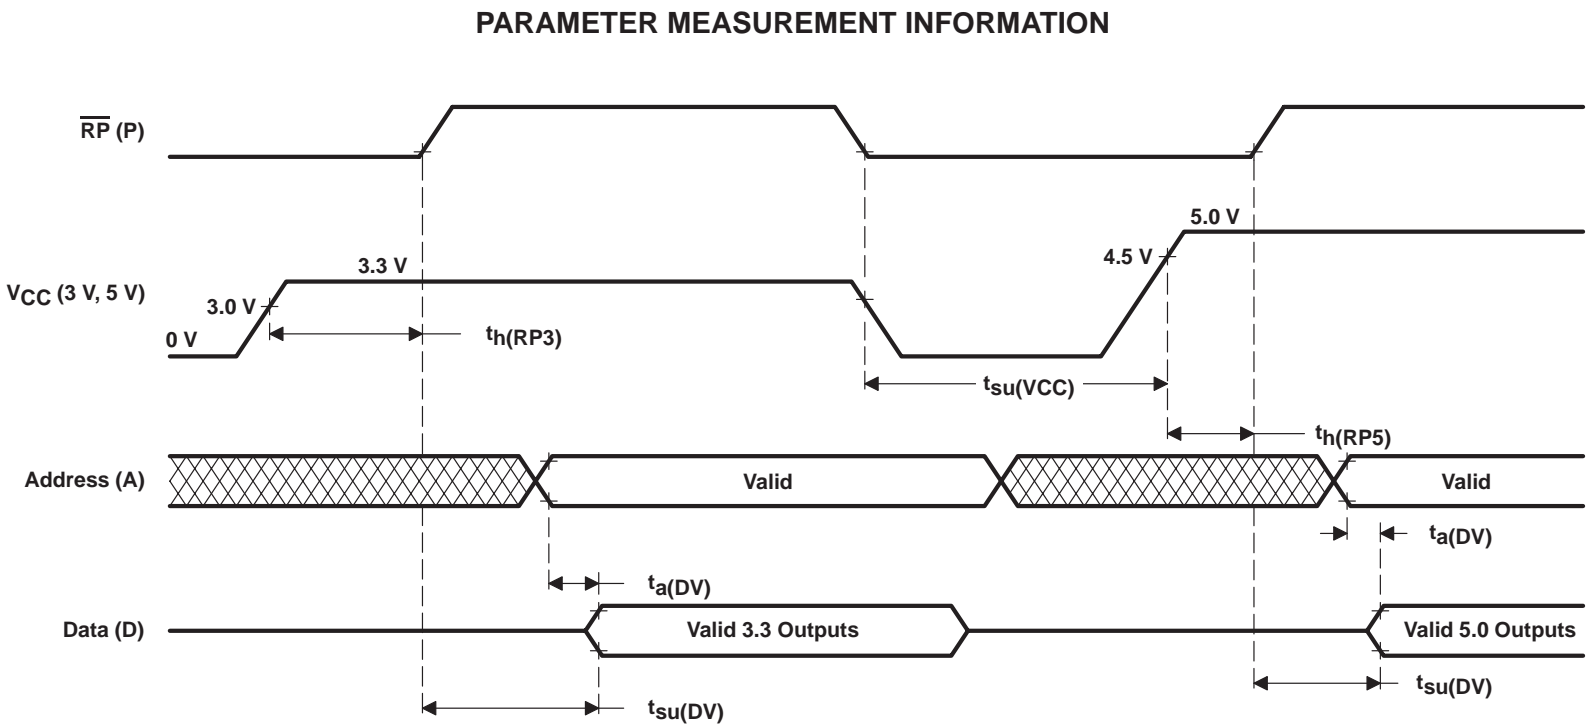 PARAMETER MEASUREMENT INFORMATION
RP (P)
5.0 V
4.5 V
3.3 V
VCC (3 V, 5 V)
3.0 V
0 V
th(RP3)
tsu(VCC)
th(RP5)
Address (A)
Valid
Valid
ta(DV)
ta(DV)
Data (D)
Valid 3.3 Outputs
Valid 5.0 Outputs
tsu(DV)
tsu(DV)